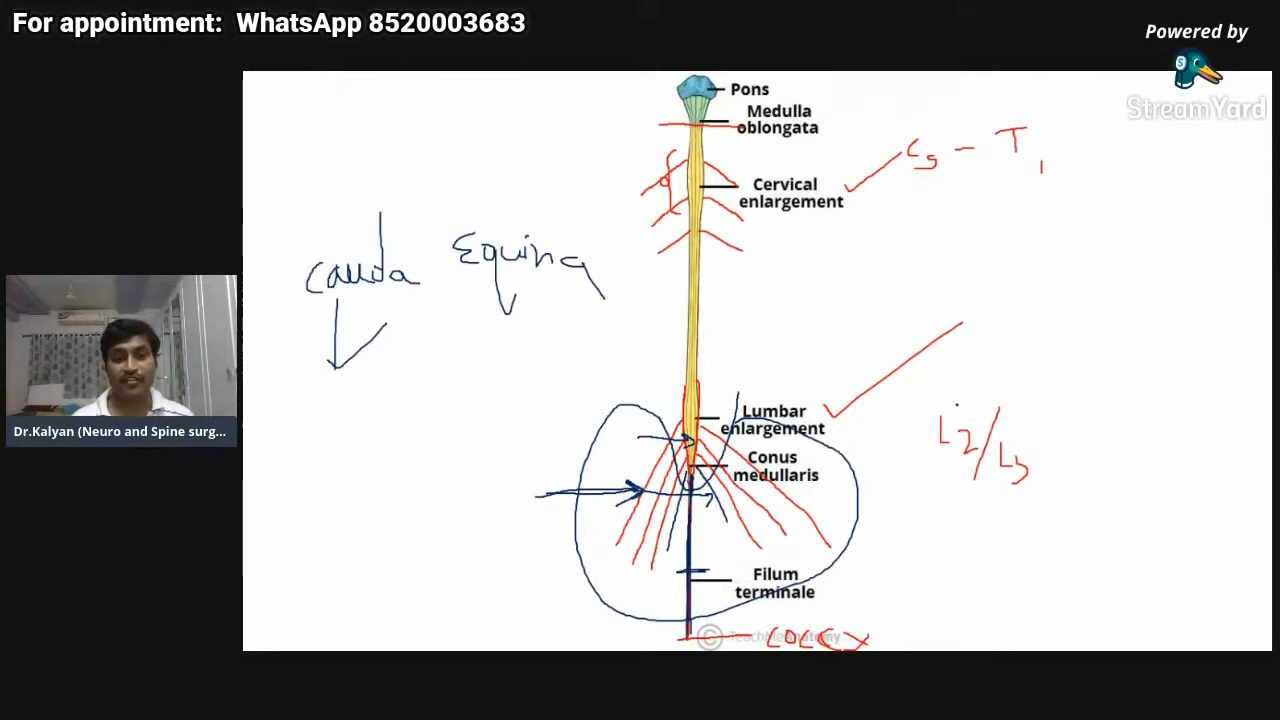 For appointment: WhatsApp 8520003683
Powered by
StreamYard
Pons
Medulla
oblongata
C5 - T1
Cervical
enlargement
Cauda Equina
Lumbar
enlargement
L2/L3
Conus
medullaris
Dr.Kalyan (Neuro and Spine surg...
Filum
terminale
© TeachMeAnatomy
coccyx